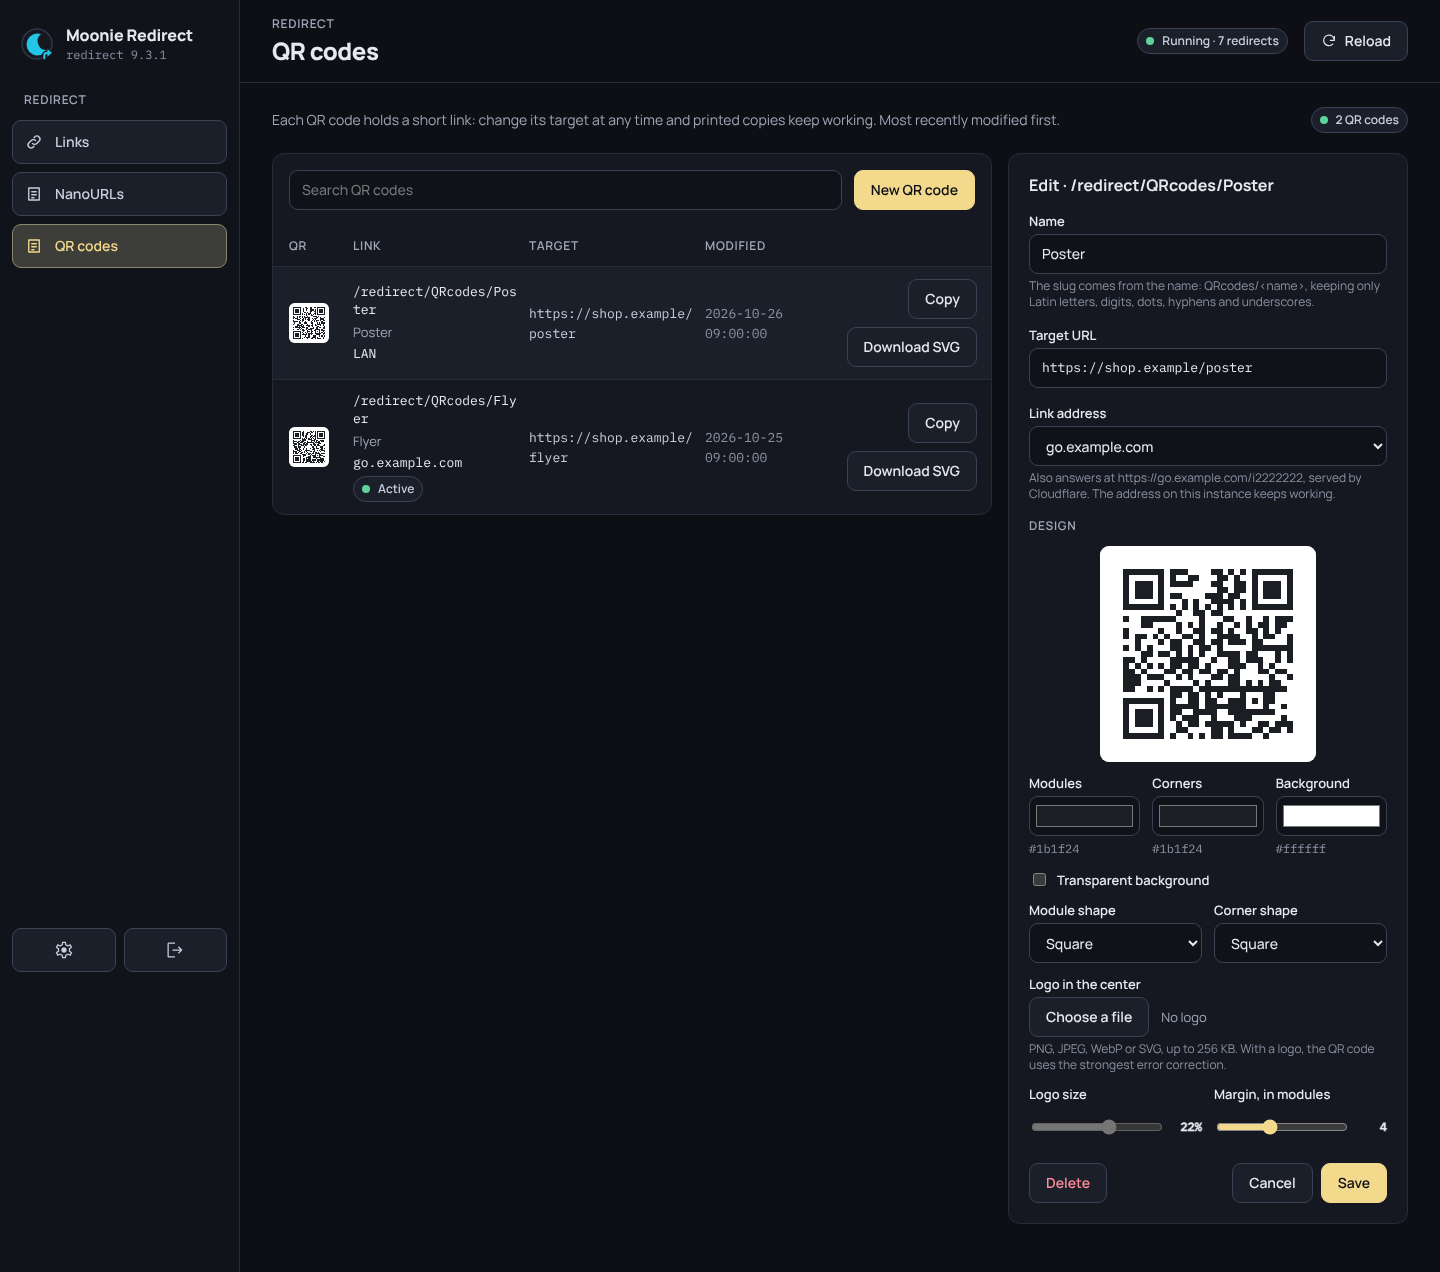 Moonie Redirect
redirect 9.3.1
REDIRECT
Links
NanoURLs
QR codes
REDIRECT
QR codes
Running · 7 redirects
Reload
Each QR code holds a short link: change its target at any time and printed copies keep working. Most recently modified first.
2 QR codes
Search QR codes
New QR code
QR LINK TARGET MODIFIED
/redirect/QRcodes/Pos
ter
Poster
LAN
https://shop.example/
poster
2026-10-26
09:00:00
Copy
Download SVG
/redirect/QRcodes/Fly
er
Flyer
go.example.com
Active
https://shop.example/
flyer
2026-10-25
09:00:00
Copy
Download SVG
Edit · /redirect/QRcodes/Poster
Name
Poster
The slug comes from the name: QRcodes/<name>, keeping only
Latin letters, digits, dots, hyphens and underscores.
Target URL
https://shop.example/poster
Link address
go.example.com
Also answers at https://go.example.com/i2222222, served by
Cloudflare. The address on this instance keeps working.
DESIGN
Modules Corners Background
#1b1f24 #1b1f24 #ffffff
Transparent background
Module shape Corner shape
Square Square
Logo in the center
Choose a file No logo
PNG, JPEG, WebP or SVG, up to 256 KB. With a logo, the QR code
uses the strongest error correction.
Logo size Margin, in modules
22% 4
Delete Cancel Save